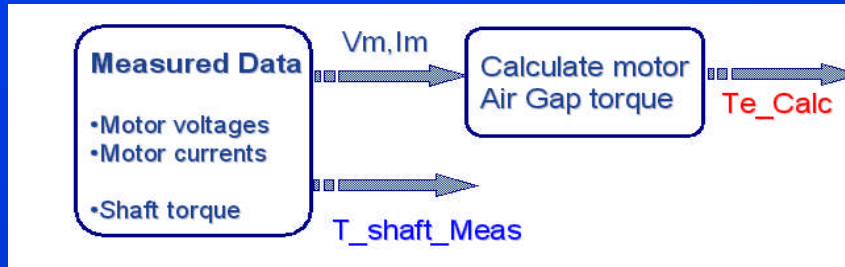 Measured Data
•Motor voltages
•Motor currents
•Shaft torque
Vm,Im
Calculate motor
Air Gap torque
Te_Calc
T_shaft_Meas